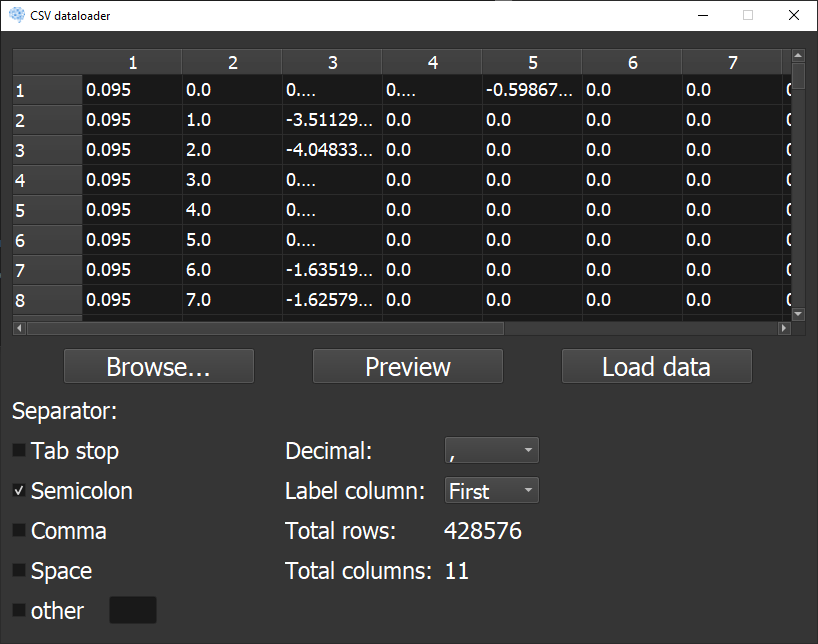 CSV dataloader
1 2 3 4 5 6 7
1 0.095 0.0 0.... 0.... -0.59867... 0.0 0.0
2 0.095 1.0 -3.51129... 0.0 0.0 0.0 0.0
3 0.095 2.0 -4.04833... 0.0 0.0 0.0 0.0
4 0.095 3.0 0.... 0.0 0.0 0.0 0.0
5 0.095 4.0 0.... 0.0 0.0 0.0 0.0
6 0.095 5.0 0.... 0.0 0.0 0.0 0.0
7 0.095 6.0 -1.63519... 0.0 0.0 0.0 0.0
8 0.095 7.0 -1.62579... 0.0 0.0 0.0 0.0
Browse... Preview Load data
Separator:
Tab stop Decimal: ,
Semicolon Label column: First
Comma Total rows: 428576
Space Total columns: 11
other